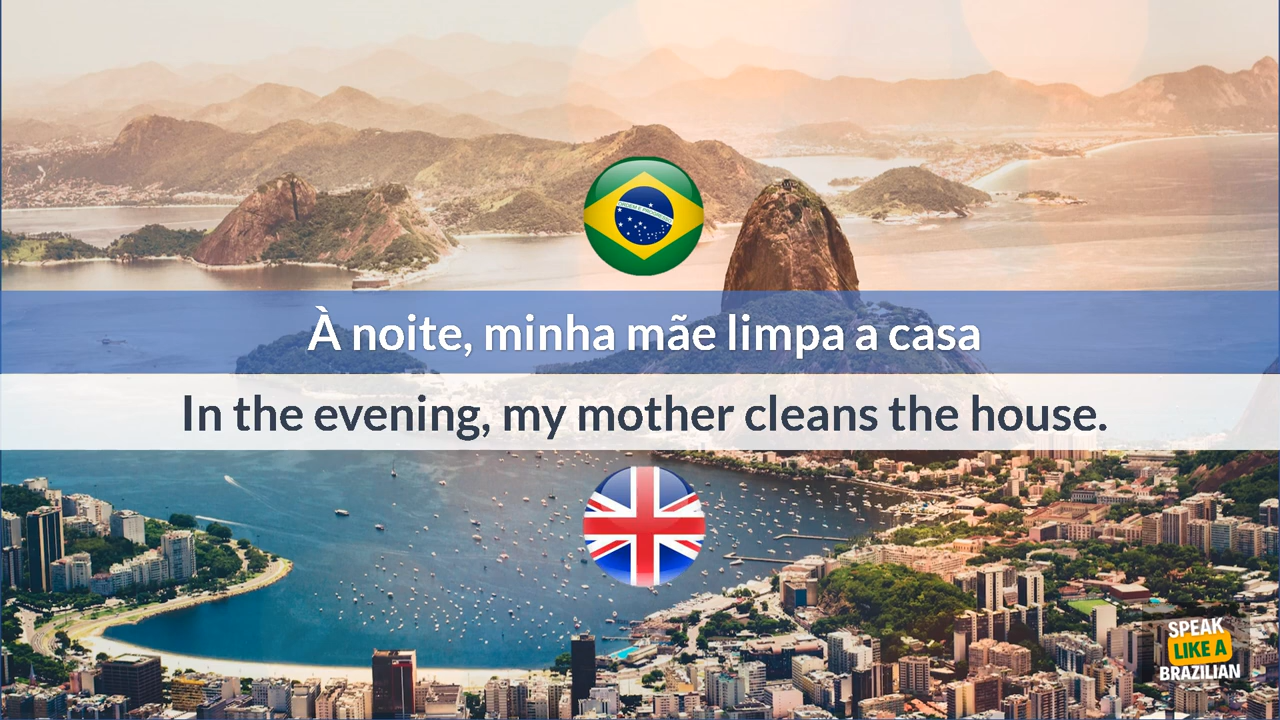 À noite, minha mãe limpa a casa
In the evening, my mother cleans the house.
SPEAK
LIKE A
BRAZILIAN